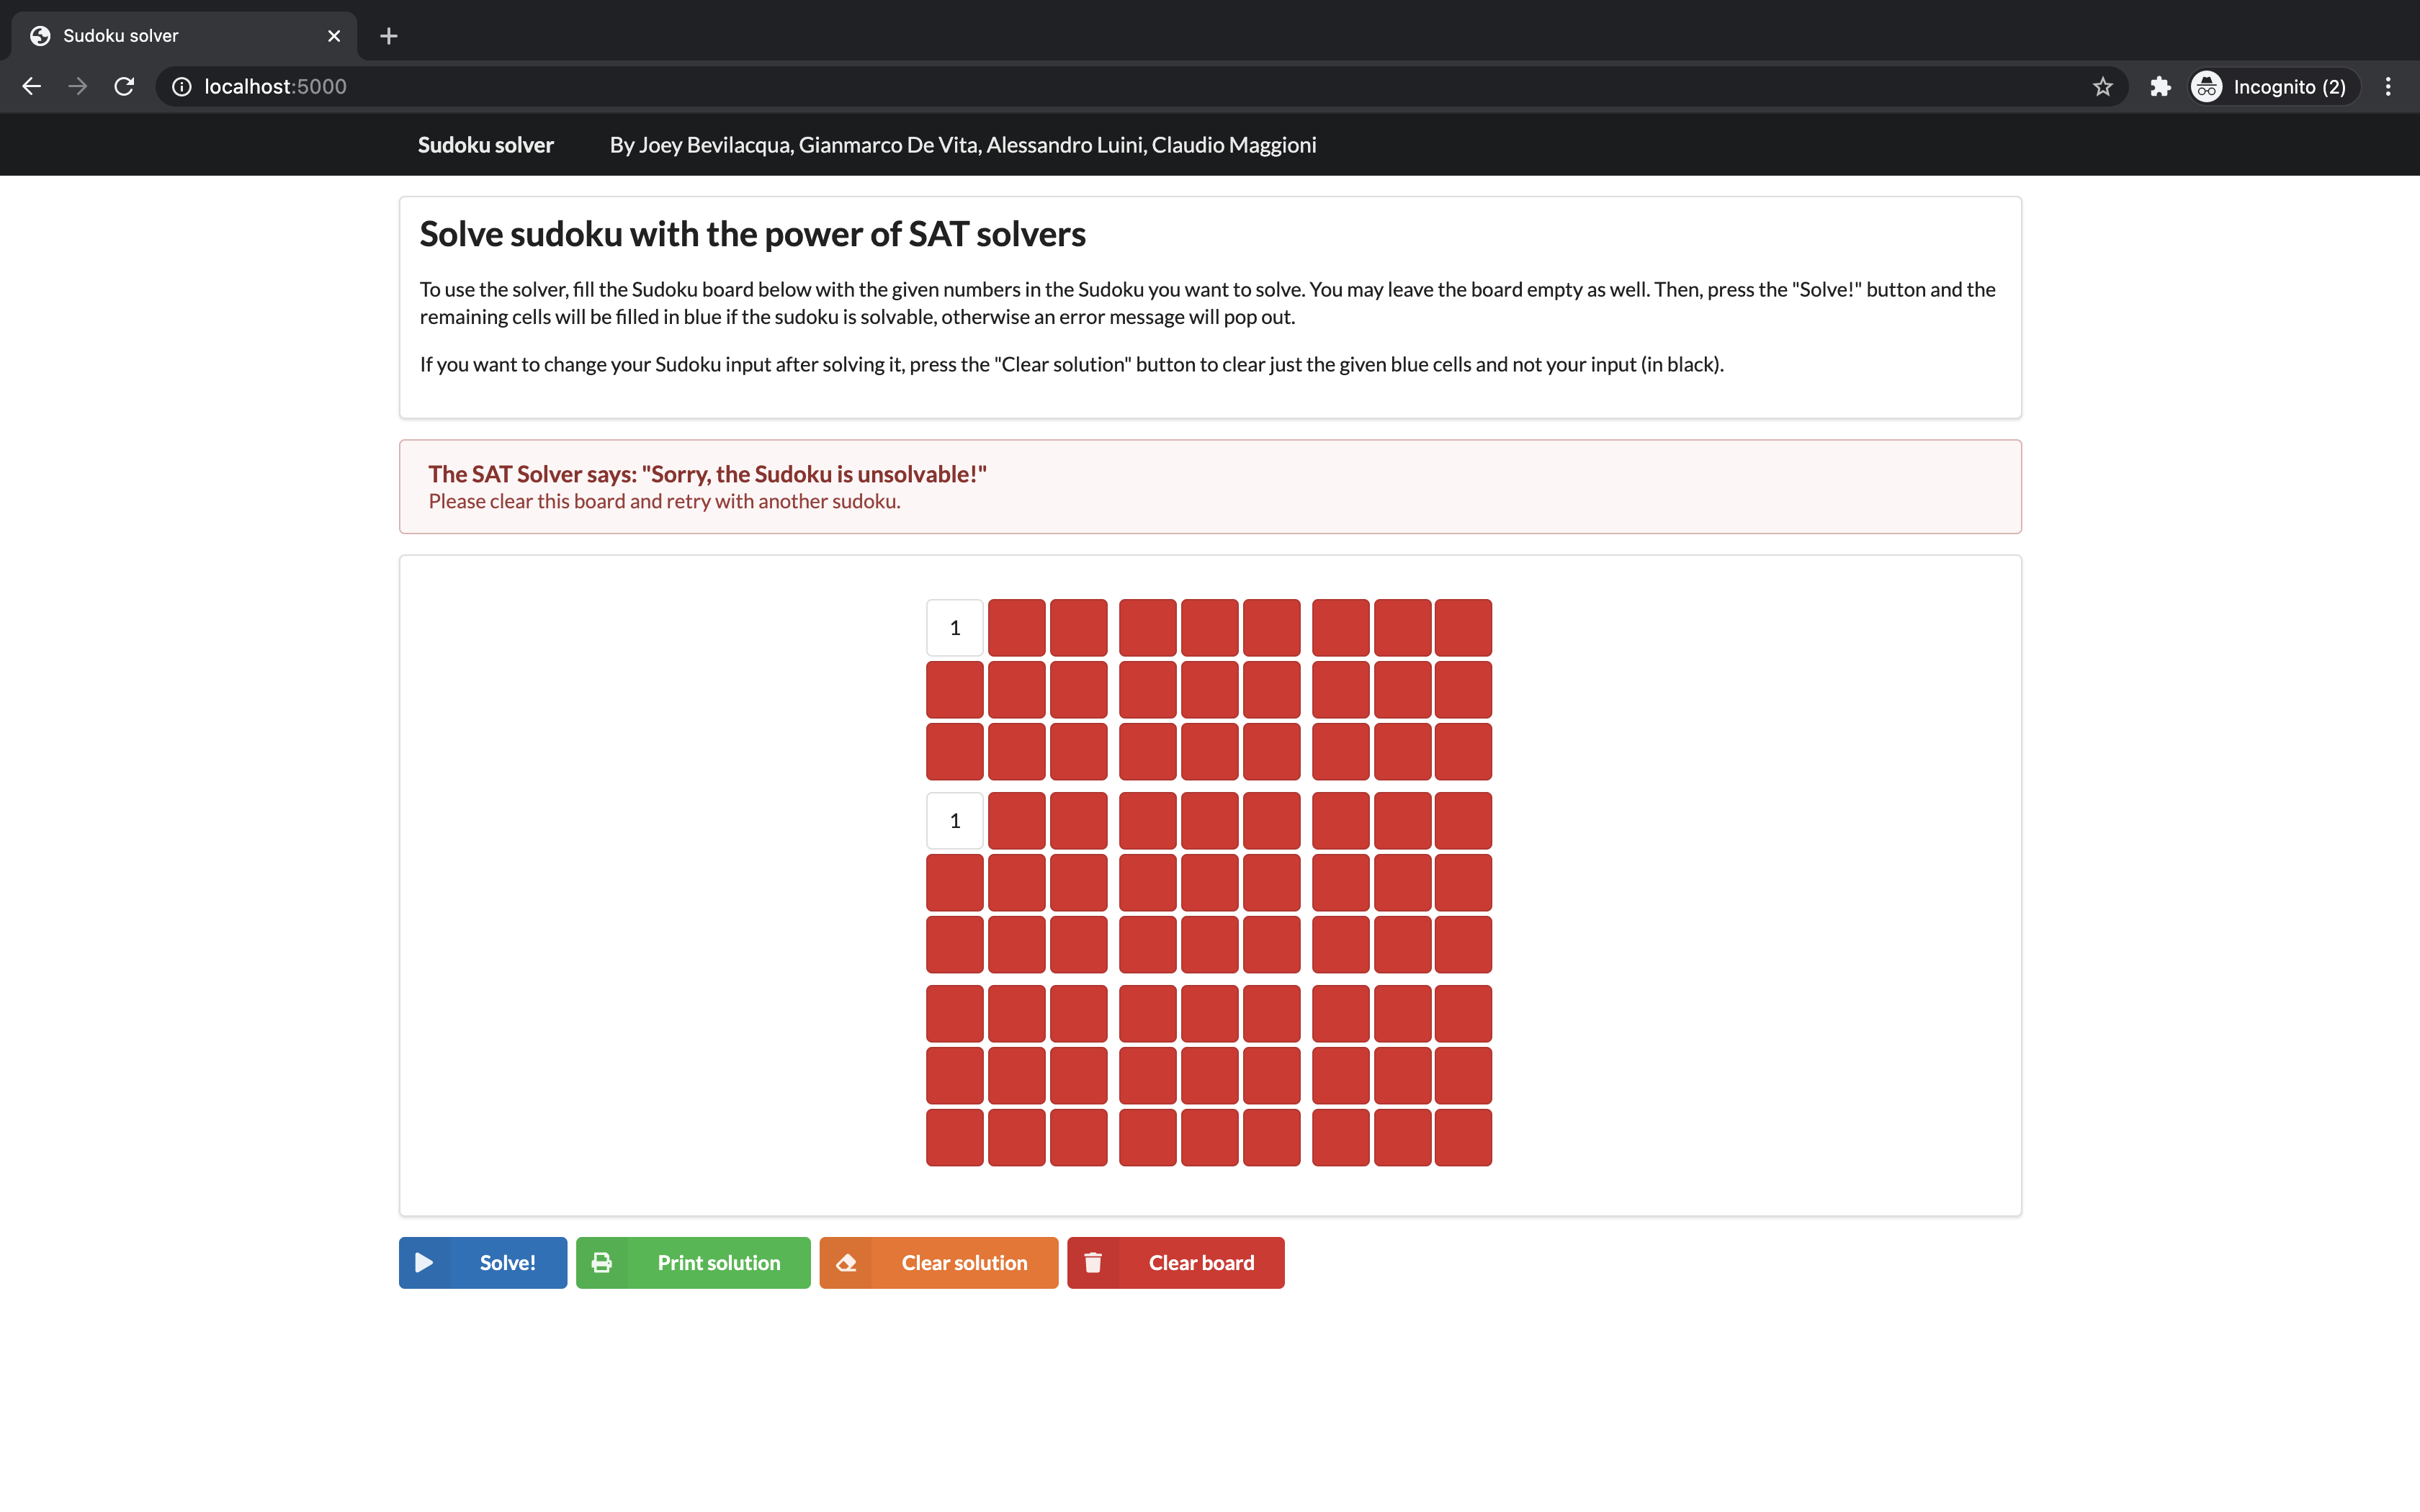 Sudoku solver
localhost:5000
Incognito (2)
Sudoku solver By Joey Bevilacqua, Gianmarco De Vita, Alessandro Luini, Claudio Maggioni
Solve sudoku with the power of SAT solvers
To use the solver, fill the Sudoku board below with the given numbers in the Sudoku you want to solve. You may leave the board empty as well. Then, press the "Solve!" button and the
remaining cells will be filled in blue if the sudoku is solvable, otherwise an error message will pop out.
If you want to change your Sudoku input after solving it, press the "Clear solution" button to clear just the given blue cells and not your input (in black).
The SAT Solver says: "Sorry, the Sudoku is unsolvable!"
Please clear this board and retry with another sudoku.
1
1
Solve! Print solution Clear solution Clear board